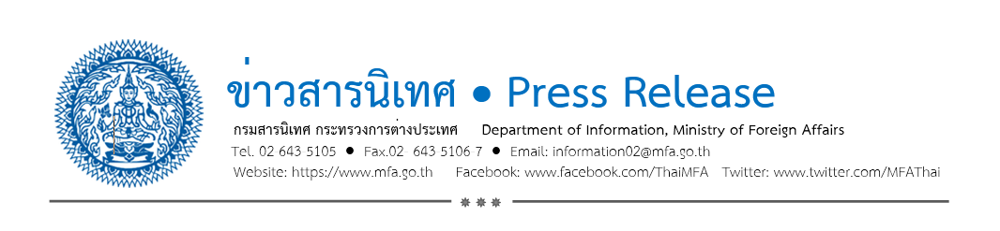 ข่าวสารนิเทศ ● Press Release
กรมสารนิเทศ กระทรวงการต่างประเทศ Department of Information, Ministry of Foreign Affairs
Tel. 02 643 5105 ● Fax.02 643 5106 7 ● Email: information02@mfa.go.th
Website: https://www.mfa.go.th Facebook: www.facebook.com/ThaiMFA Twitter: www.twitter.com/MFAThai